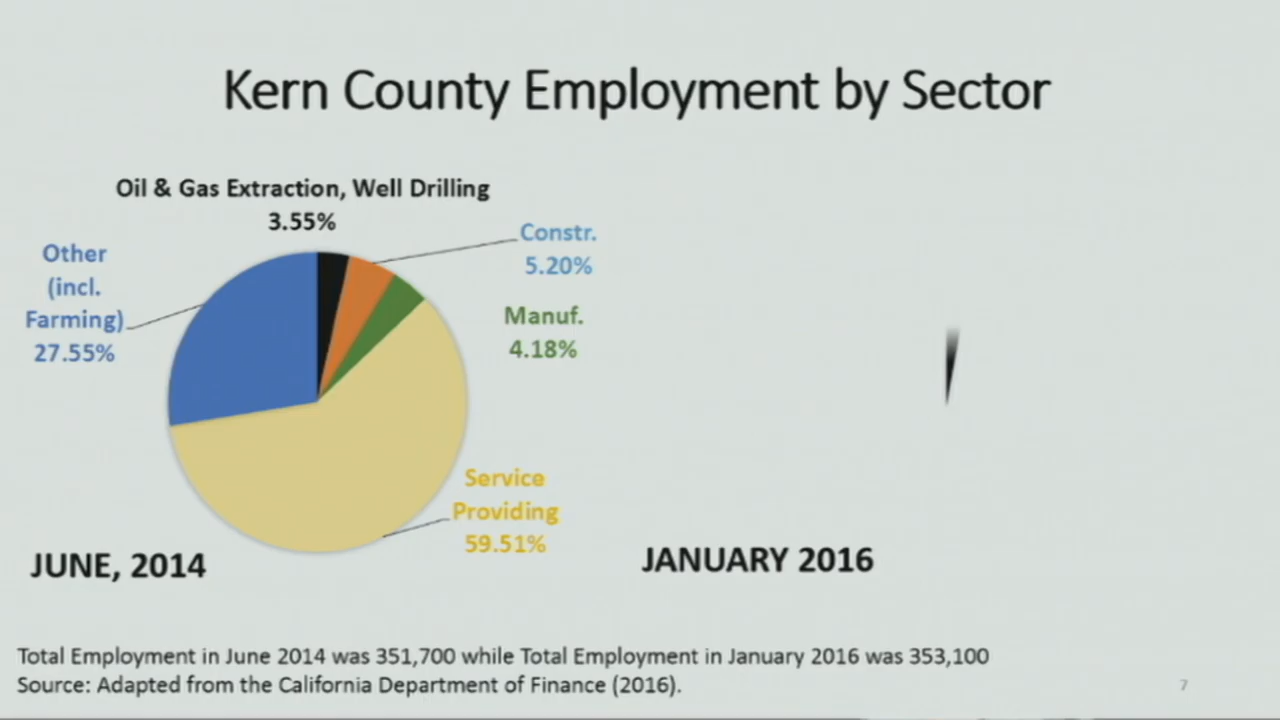 Kern County Employment by Sector
Oil & Gas Extraction, Well Drilling
3.55%
Constr.
5.20%
Other
(incl.
Farming)
27.55%
Manuf.
4.18%
Service
Providing
59.51%
JUNE, 2014
JANUARY 2016
Total Employment in June 2014 was 351,700 while Total Employment in January 2016 was 353,100
Source: Adapted from the California Department of Finance (2016).
7